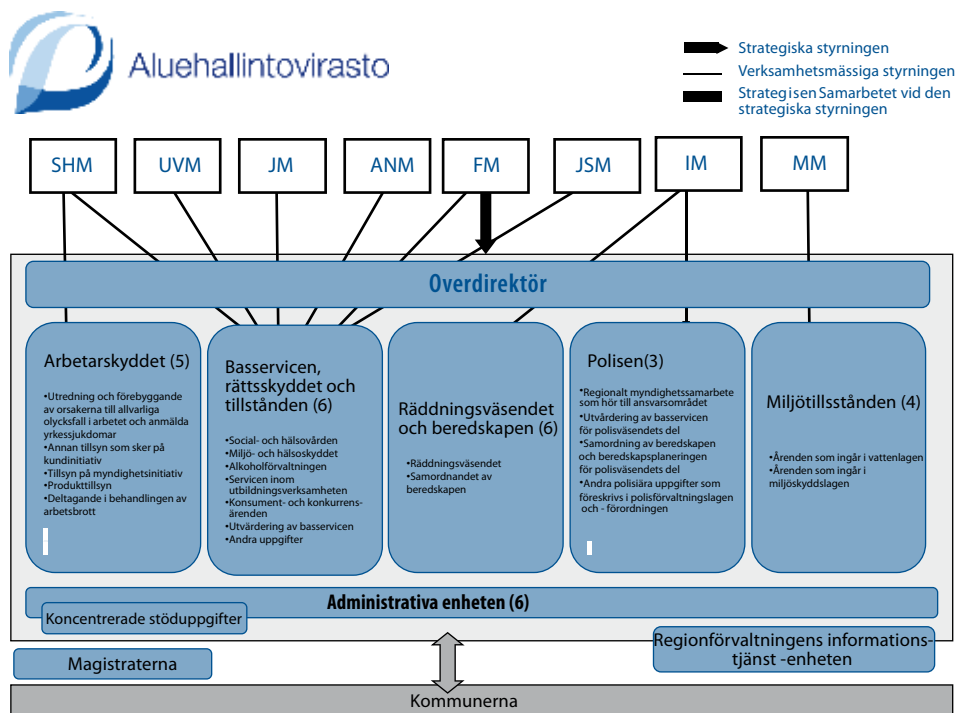 Aluehallintovirasto
Strategiska styrningen
Verksamhetsmässiga styrningen
Strategisen Samarbetet vid den
strategiska styrningen
SHM
UVM
JM
ANM
FM
JSM
IM
MM
Overdirektör
Arbetarskyddet (5)
•Utredning och förebyggande
av orsakerna till allvarliga
olycksfall i arbetet och anmälda
yrkessjukdomar
•Annan tillsyn som sker på
kundinitiativ
•Tillsyn på myndighetsinitiativ
•Produkttillsyn
•Deltagande i behandlingen av
arbetsbrott
Basservicen,
rättsskyddet och
tillstånden (6)
•Social- och hälsovården
•Miljö- och hälsoskyddet
•Alkoholförvaltningen
•Servicen inom
utbildningsverksamheten
•Konsument- och konkurrens-
ärenden
•Utvärdering av basservicen
•Andra uppgifter
Räddningsväsendet
och beredskapen (6)
•Räddningsväsendet
•Samordnandet av
beredskapen
Polisen(3)
•Regionalt myndighetssamarbete
som hör till ansvarsområdet
•Utvärdering av basservicen
för polisväsendets del
•Samordning av beredskapen
och beredskapsplaneringen
för polisväsendets del
•Andra polisiära uppgifter som
föreskrivs i polisförvaltningslagen
och - förordningen
Miljötillsstånden (4)
•Ärenden som ingår i vattenlagen
•Ärenden som ingår i
miljöskyddslagen
Administrativa enheten (6)
Koncentrerade stöduppgifter
Magistraterna
Regionförvaltningens informations-
tjänst -enheten
Kommunerna